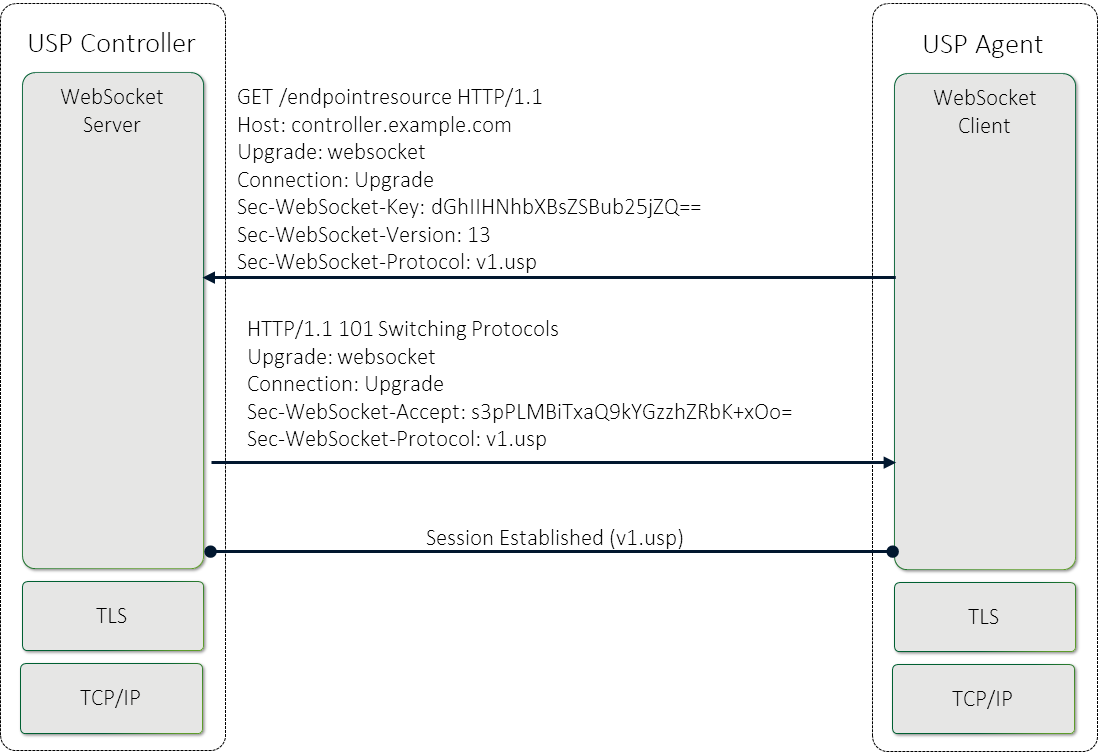 USP Controller
USP Agent
WebSocket
Server
WebSocket
Client
GET /endpointresource HTTP/1.1
Host: controller.example.com
Upgrade: websocket
Connection: Upgrade
Sec-WebSocket-Key: dGhIIHNhbXBsZSBub25jZQ==
Sec-WebSocket-Version: 13
Sec-WebSocket-Protocol: v1.usp
HTTP/1.1 101 Switching Protocols
Upgrade: websocket
Connection: Upgrade
Sec-WebSocket-Accept: s3pPLMBiTxaQ9kYGzzhZRbK+xOo=
Sec-WebSocket-Protocol: v1.usp
Session Established (v1.usp)
TLS
TLS
TCP/IP
TCP/IP